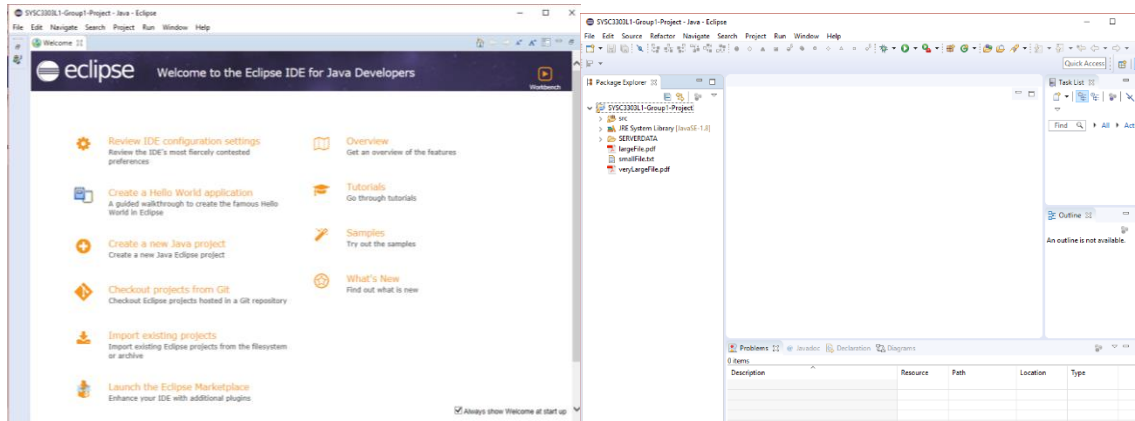 SYSC3303L1-Group1-Project - Java - Eclipse
File Edit Navigate Search Project Run Window Help
Welcome
eclipse Welcome to the Eclipse IDE for Java Developers
Workbench
Review IDE configuration settings
Review the IDE's most fiercely contested
preferences
Create a Hello World application
A guided walkthrough to create the famous Hello
World in Eclipse
Create a new Java project
Create a new Java Eclipse project
Checkout projects from Git
Checkout Eclipse projects hosted in a Git repository
Import existing projects
Import existing Eclipse projects from the filesystem
or archive
Launch the Eclipse Marketplace
Enhance your IDE with additional plugins
Overview
Get an overview of the features
Tutorials
Go through tutorials
Samples
Try out the samples
What's New
Find out what is new
Always show Welcome at start up
SYSC3303L1-Group1-Project - Java - Eclipse
File Edit Source Refactor Navigate Search Project Run Window Help
Quick Access
Package Explorer
SYSC3303L1-Group1-Project
src
JRE System Library [JavaSE-1.8]
SERVERDATA
largeFile.pdf
smallFile.txt
veryLargeFile.pdf
Task List
Find All Act
Outline
An outline is not available.
Problems Javadoc Declaration Diagrams
0 items
Description Resource Path Location Type